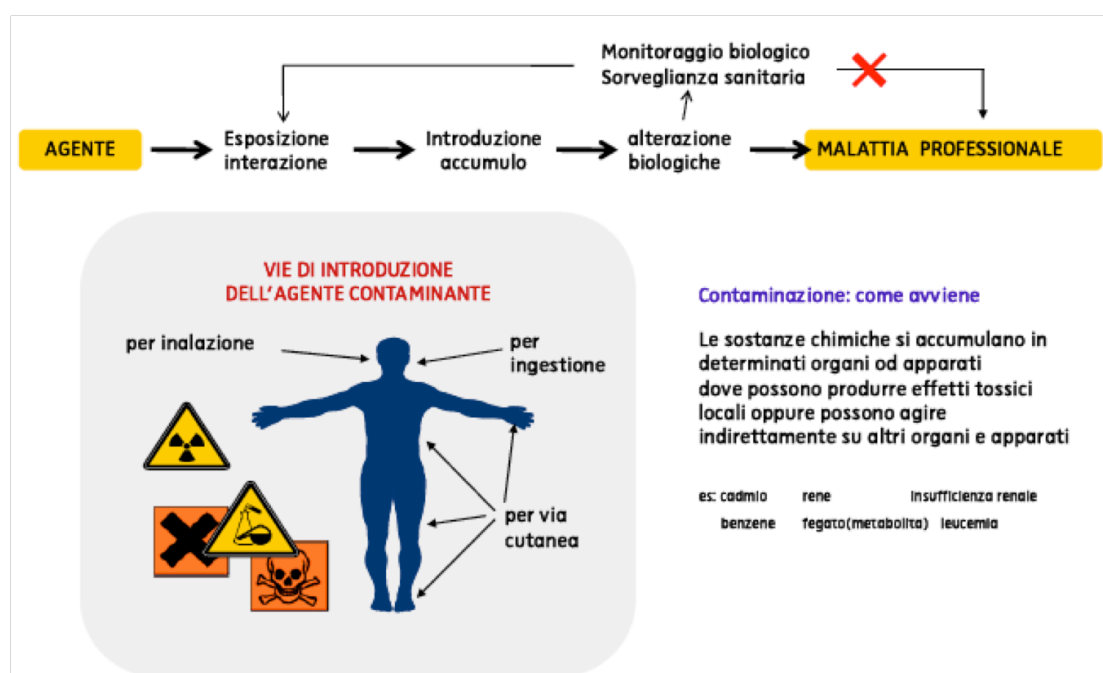 Monitoraggio biologico
Sorveglianza sanitaria
AGENTE
Esposizione
interazione
Introduzione
accumulo
alterazione
biologiche
MALATTIA PROFESSIONALE
VIE DI INTRODUZIONE
DELL'AGENTE CONTAMINANTE
per inalazione
per
ingestione
per via
cutanea
Contaminazione: come avviene
Le sostanze chimiche si accumulano in
determinati organi od apparati
dove possono produrre effetti tossici
locali oppure possono agire
indirettamente su altri organi e apparati
es: cadmio rene insufficienza renale
benzene fegato(metabolita) leucemia